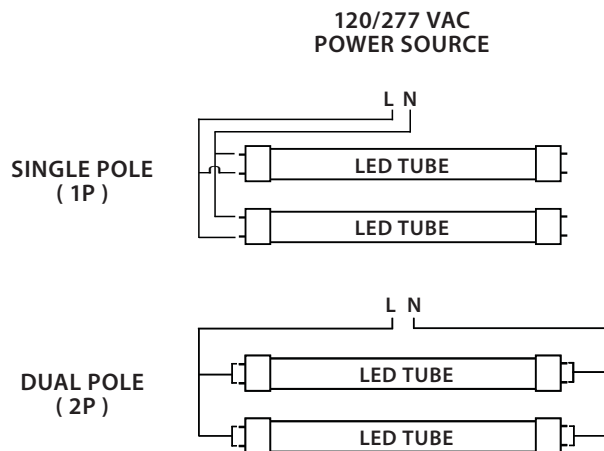 120/277 VAC
POWER SOURCE
L N
SINGLE POLE
( 1P )
LED TUBE
LED TUBE
L N
DUAL POLE
( 2P )
LED TUBE
LED TUBE